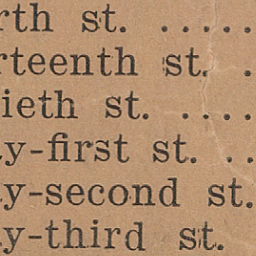 rth st. .....
rteenth st. .
ieth st. ....
y-first st. ..
y-second st.
y-third st.